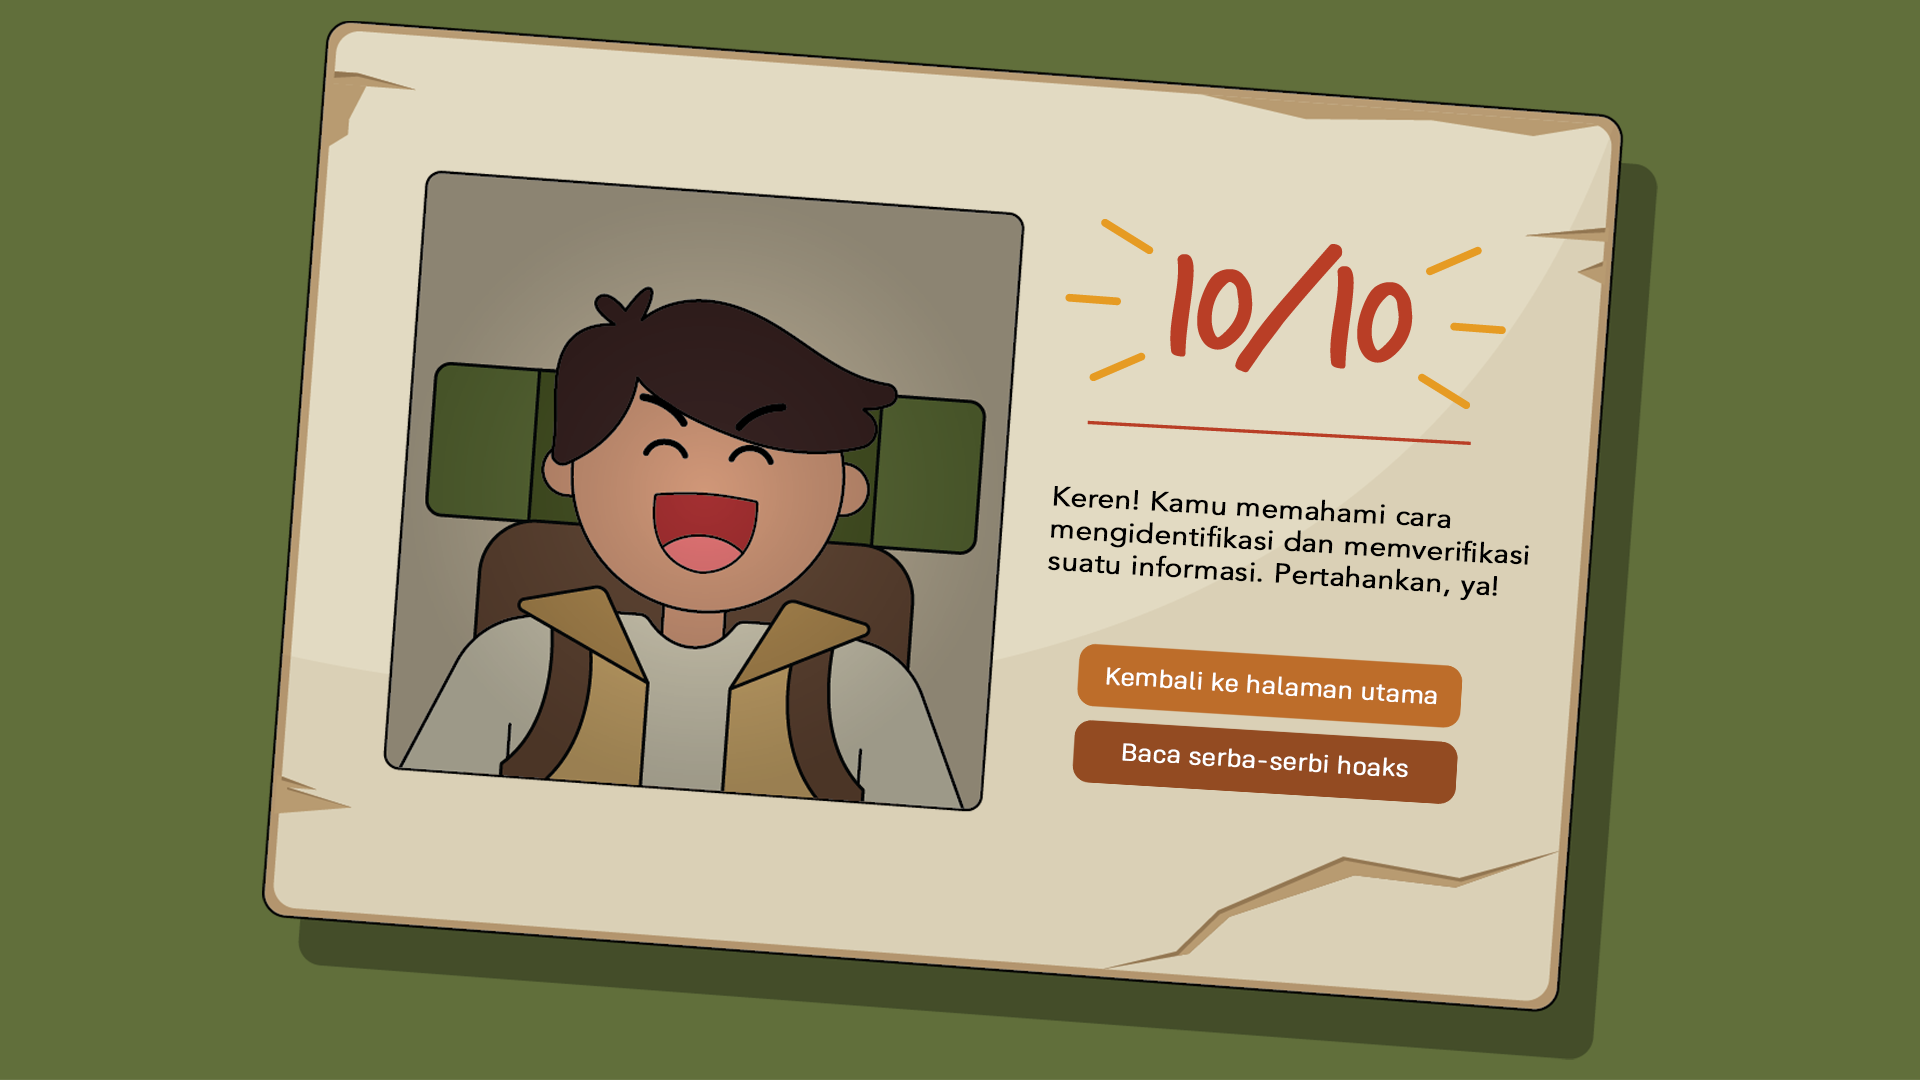 10/10
Keren! Kamu memahami cara
mengidentifikasi dan memverifikasi
suatu informasi. Pertahankan, ya!
Kembali ke halaman utama
Baca serba-serbi hoaks